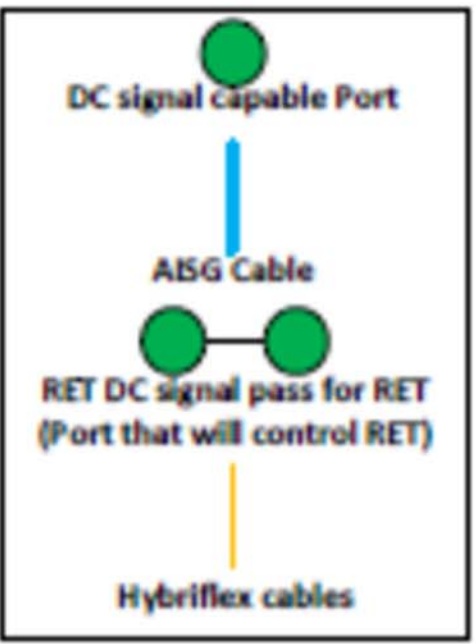 DC signal capable Port
AISG Cable
RET DC signal pass for RET
(Port that will control RET)
Hybriflex cables